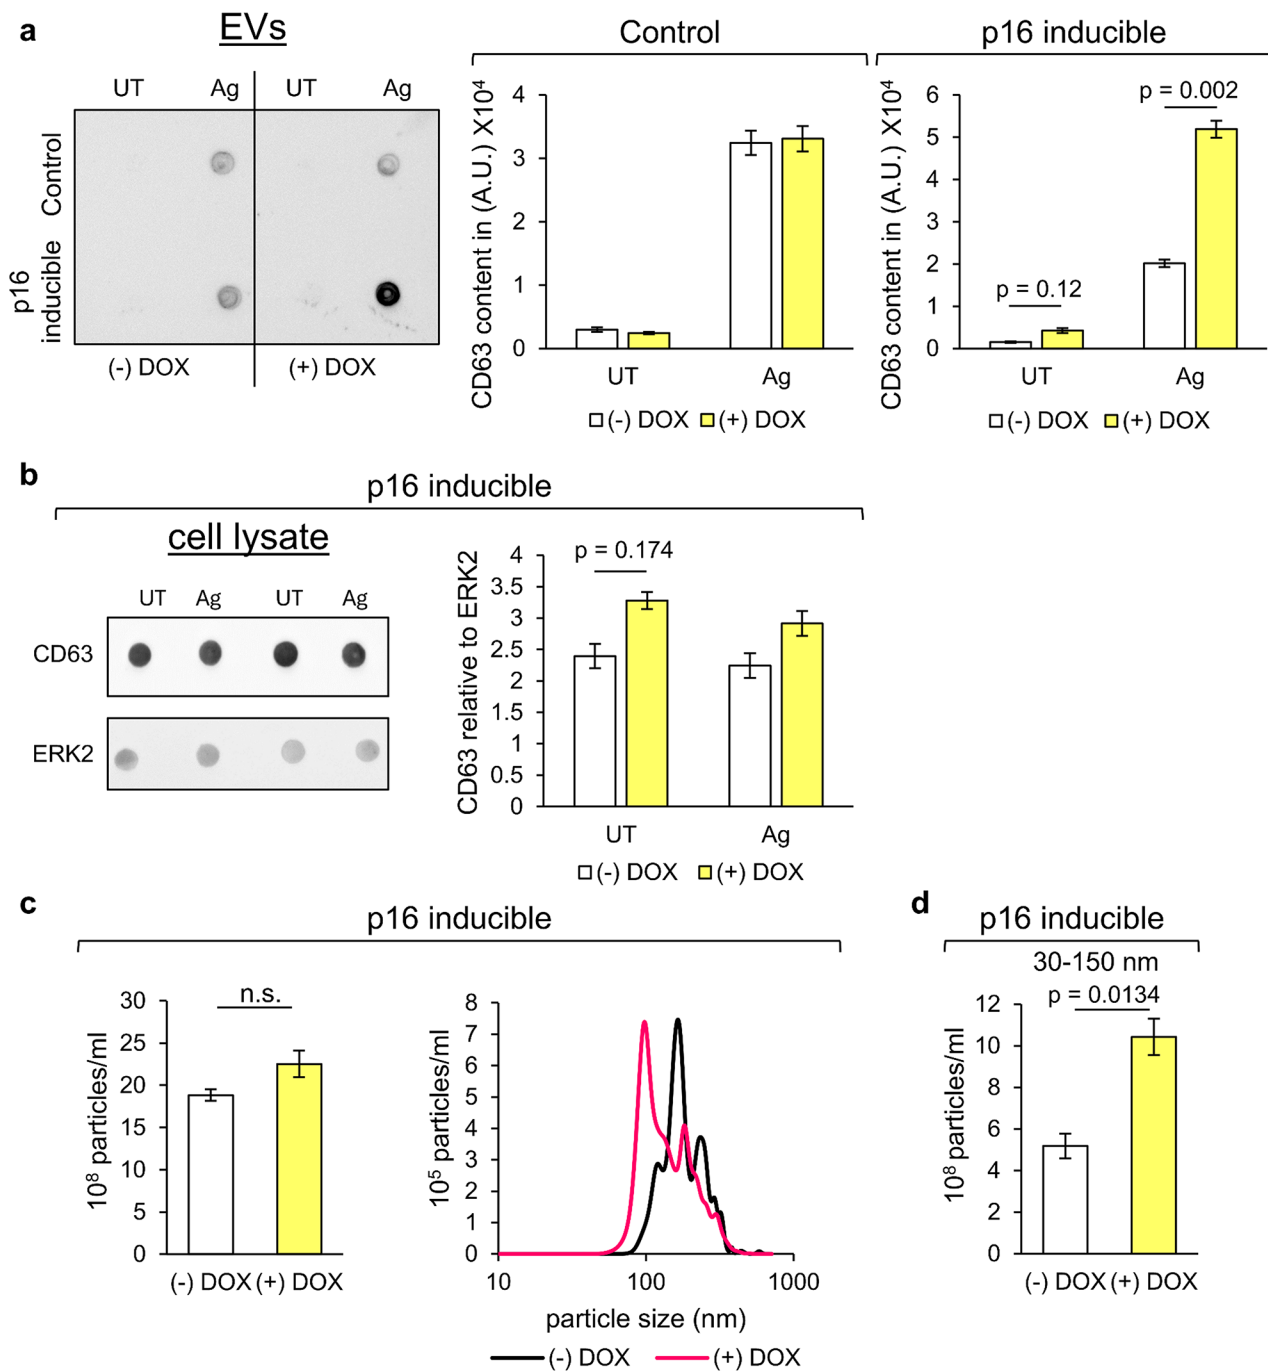 a
EVs
UT Ag UT Ag
Control
p16
inducible
(-) DOX (+) DOX
Control
CD63 content in (A.U.) X10⁴
4
3
2
1
0
UT Ag
(-) DOX (+) DOX
p16 inducible
CD63 content in (A.U.) X10⁴
6
5
4
3
2
1
0
p = 0.002
p = 0.12
UT Ag
(-) DOX (+) DOX
b
p16 inducible
cell lysate
UT Ag UT Ag
CD63
ERK2
CD63 relative to ERK2
4
3.5
3
2.5
2
1.5
1
0.5
0
p = 0.174
UT Ag
(-) DOX (+) DOX
c
p16 inducible
10⁸ particles/ml
30
25
20
15
10
5
0
n.s.
(-) DOX (+) DOX
10⁵ particles/ml
8
7
6
5
4
3
2
1
0
10 100 1000
particle size (nm)
(-) DOX (+) DOX
d
p16 inducible
30-150 nm
p = 0.0134
10⁸ particles/ml
12
10
8
6
4
2
0
(-) DOX (+) DOX